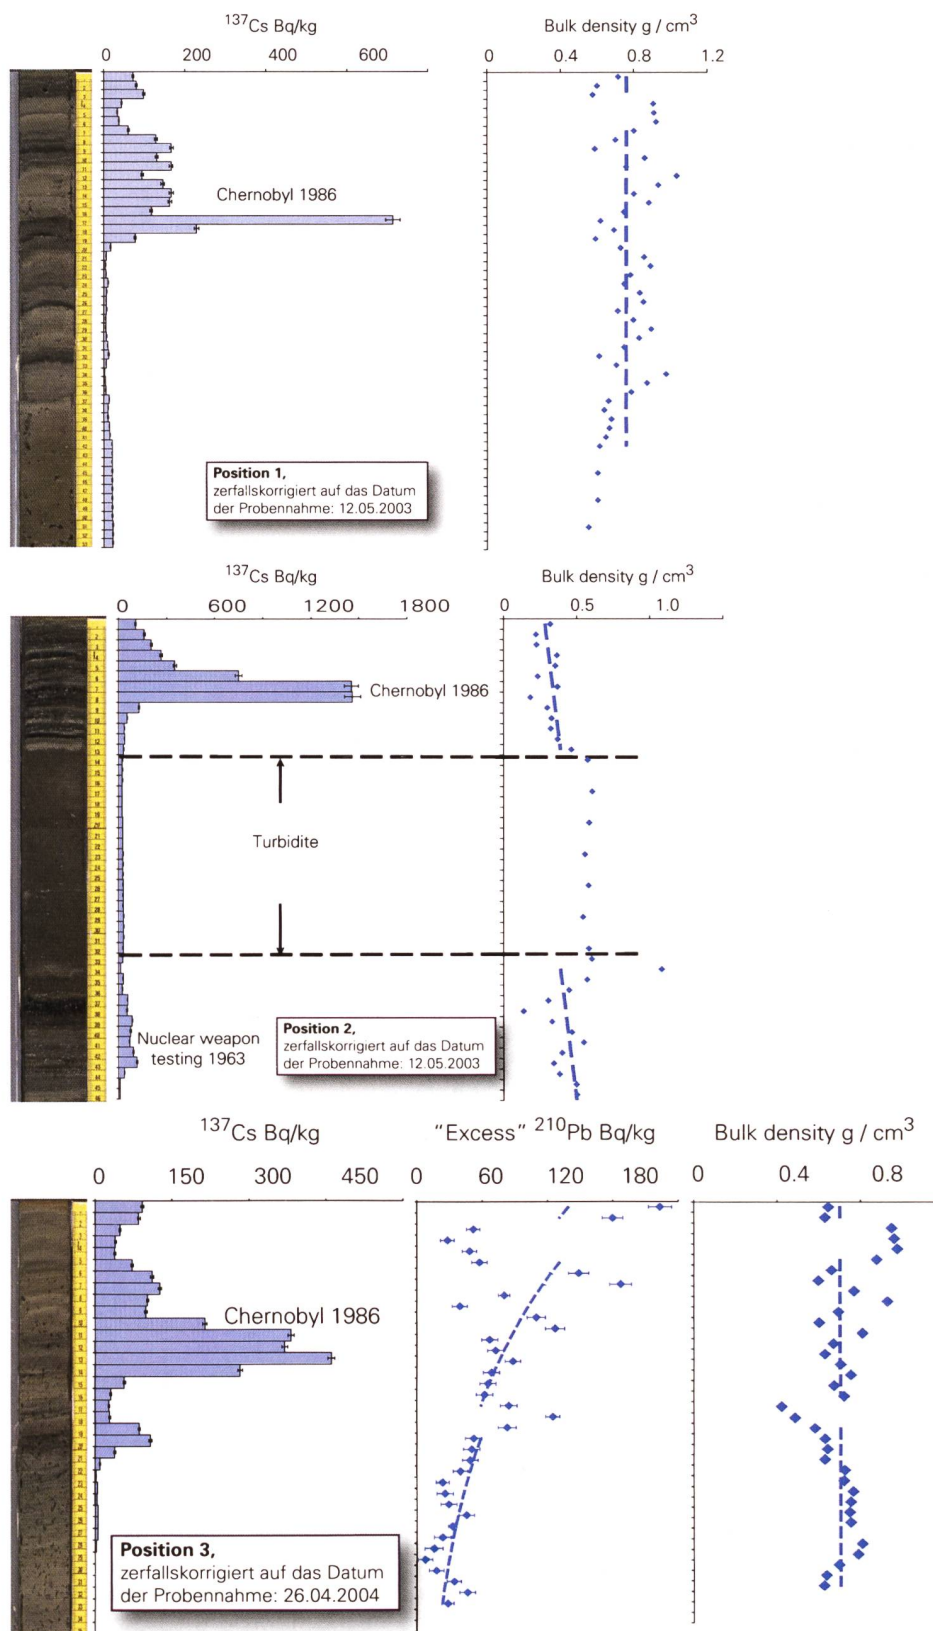 137Cs Bq/kg
Bulk density g / cm3
0 200 400 600
0 0.4 0.8 1.2
Chernobyl 1986
Position 1,
zerfallskorrigiert auf das Datum
der Probennahme: 12.05.2003
137Cs Bq/kg
Bulk density g / cm3
0 600 1200 1800
0 0.5 1.0
Chernobyl 1986
Turbidite
Nuclear weapon
testing 1963
Position 2,
zerfallskorrigiert auf das Datum
der Probennahme: 12.05.2003
137Cs Bq/kg
"Excess" 210Pb Bq/kg
Bulk density g / cm3
0 150 300 450
0 60 120 180
0 0.4 0.8
Chernobyl 1986
Position 3,
zerfallskorrigiert auf das Datum
der Probennahme: 26.04.2004